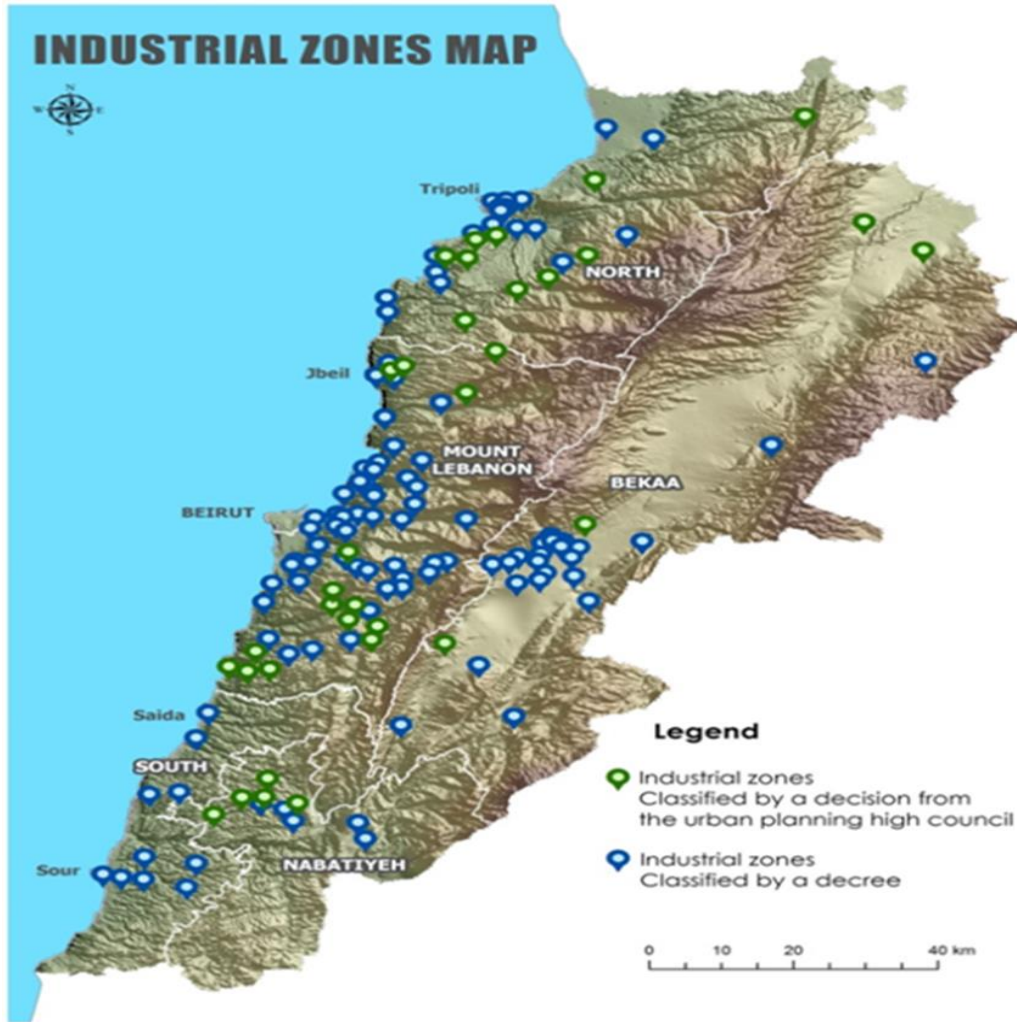 INDUSTRIAL ZONES MAP
N
W E
S
Tripoli
NORTH
Jbeil
MOUNT
LEBANON
BEKAA
BEIRUT
Saida
SOUTH
NABATIYEH
Sour
Legend
Industrial zones
Classified by a decision from
the urban planning high council
Industrial zones
Classified by a decree
0 10 20 40 km